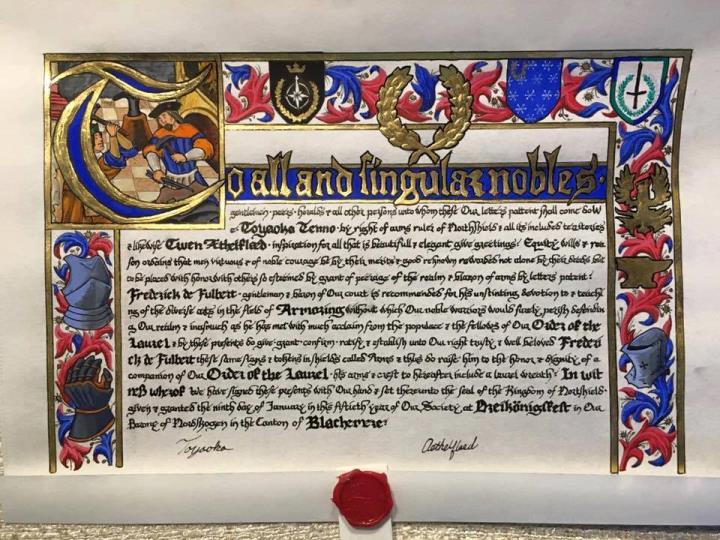 To all and singular nobles·
gentlemen · peers · heralds & all other persons unto whom these Our letters patent shall come do W
e Toyaoka Tenno · by right of arms ruler of Northshield & all its included territories
& likewise Cwen Æthelflæd · inspiration for all that is beautiful & elegant give greetings! Equity wills & rea
son ordains that men virtuous & of noble courage be by their merits & good renown rewarded not alone by their deeds but
to be placed with honor with others so esteemed by grant of peerage of the realm & blazon of arms by letters patent!
Fredrick de Fulbert · gentleman & baron of Our court is recommended for his unstinting devotion to & teachi
ng of the diverse arts in the field of Armoring without which Our noble warriors would surely perish defendin
g Our realm & inasmuch as he has met with much acclaim from the populace & the fellows of Our Order of the
Laurel & by these presents do give · grant · confirm · ratify & establish unto Our right trusty & well beloved Frederi
ck de Fulbert these same signs & tokens in shields called Arms & thus do raise him to the honor & dignity of a
companion of Our Order of the Laurel · his arms & crest to hereafter include a laurel wreath! In wit
ness whereof We have signed these presents with Our hand & set thereunto the seal of the Kingdom of Northshield ·
given & granted the ninth day of January in this fiftieth year of Our Society at Dreikönigsfest in Our
Barony of Nordskogen in the Canton of
Toyaoka
Aethelflaed